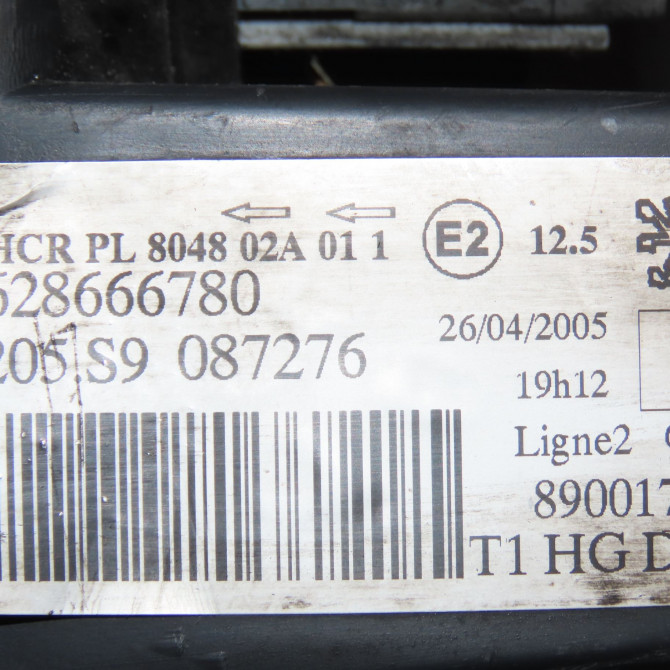 HCR PL 8048 02A 01 1 E2 12.5
628666780
205.S9 087276
26/04/2005
19h12
Ligne2
890017
T1 HG D